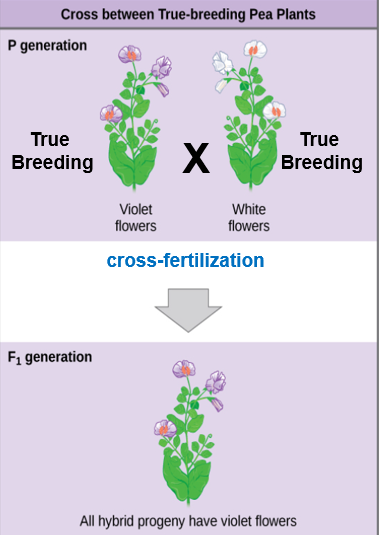 Cross between True-breeding Pea Plants
P generation
True
Breeding
X
True
Breeding
Violet
flowers
White
flowers
cross-fertilization
F₁ generation
All hybrid progeny have violet flowers